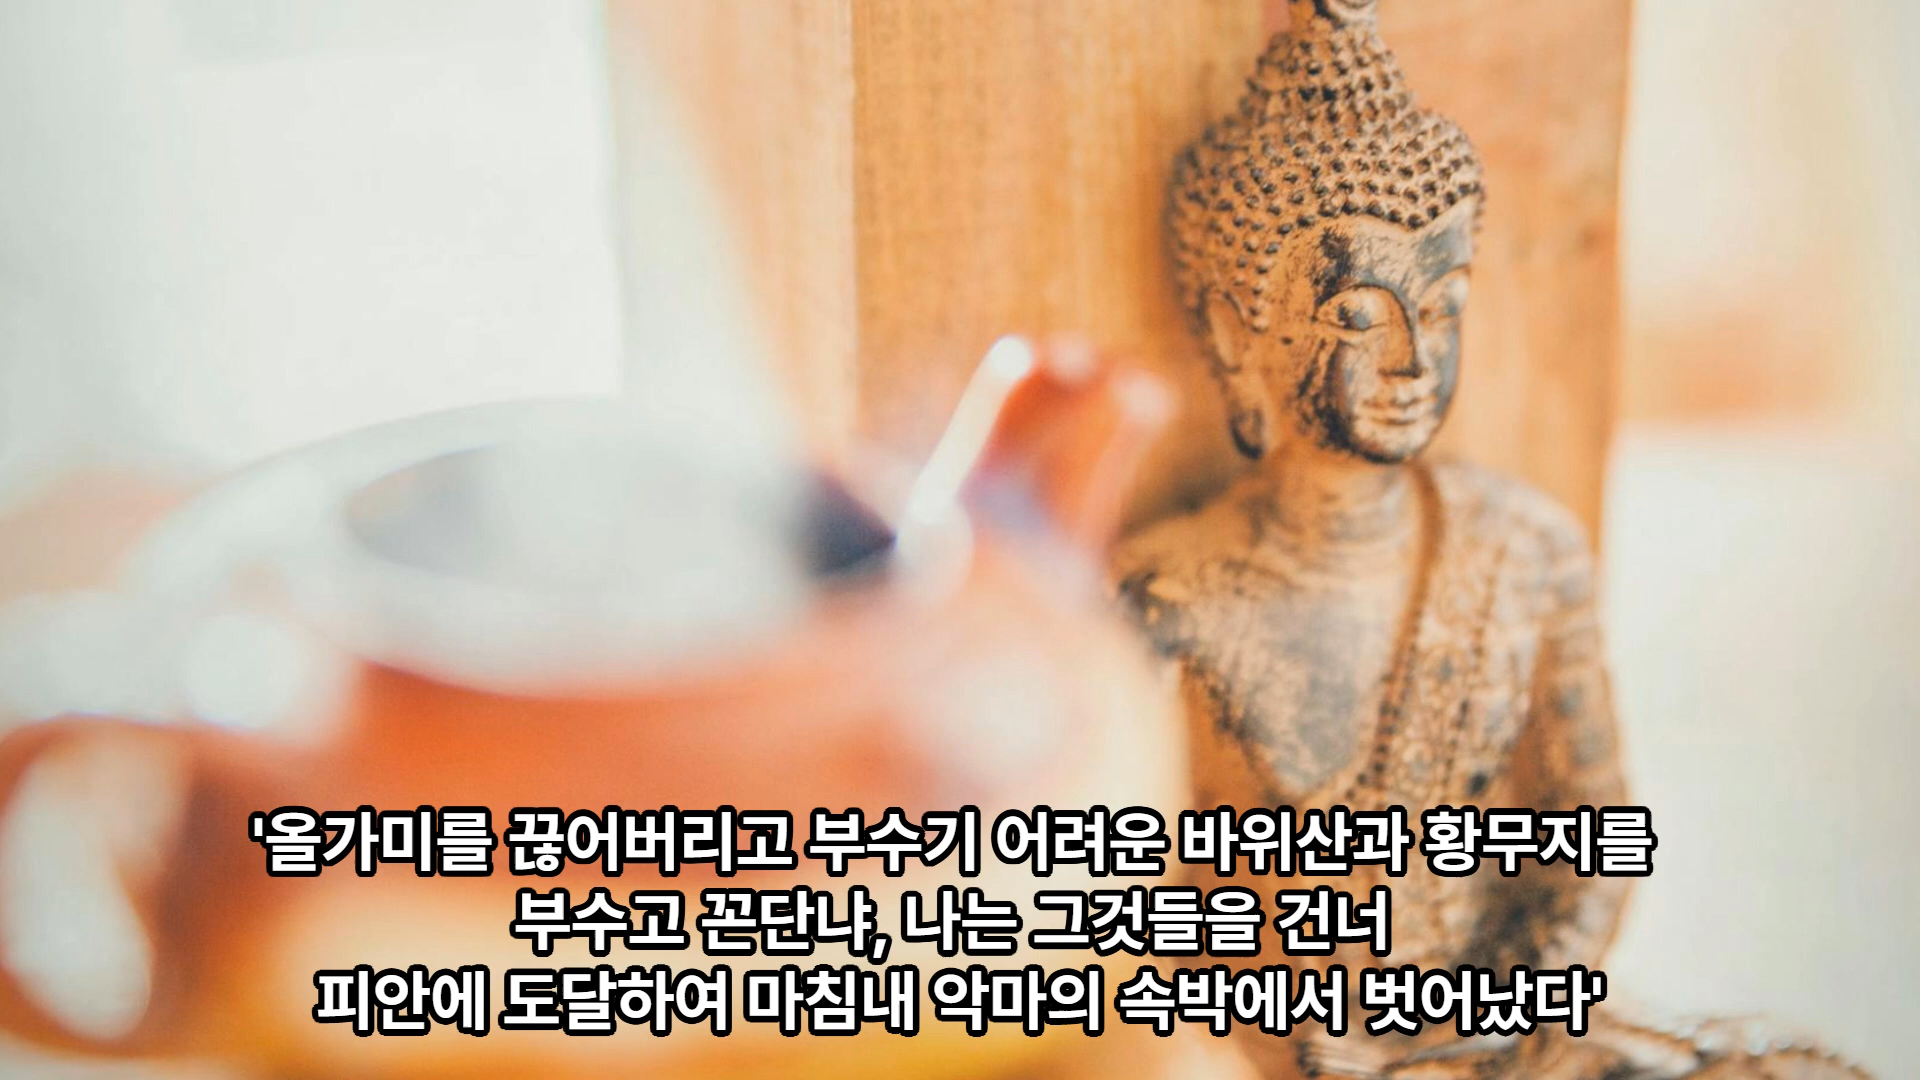 '올가미를 끊어버리고 부수기 어려운 바위산과 황무지를
부수고 꼰단냐, 나는 그것들을 건너
피안에 도달하여 마침내 악마의 속박에서 벗어났다'